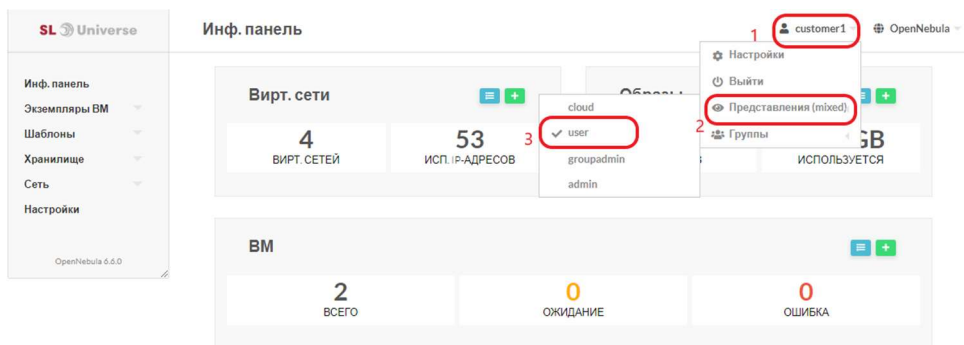 SL Universe
Инф. панель
1
customer1
OpenNebula
Настройки
Выйти
Представления (mixed)
2
Группы
Инф. панель
Экземпляры ВМ
Шаблоны
Хранилище
Сеть
Настройки
OpenNebula 6.6.0
Вирт. сети
4
ВИРТ. СЕТЕЙ
53
ИСП. IP-АДРЕСОВ
3
cloud
user
groupadmin
admin
GB
ИСПОЛЬЗУЕТСЯ
ВМ
2
ВСЕГО
0
ОЖИДАНИЕ
0
ОШИБКА